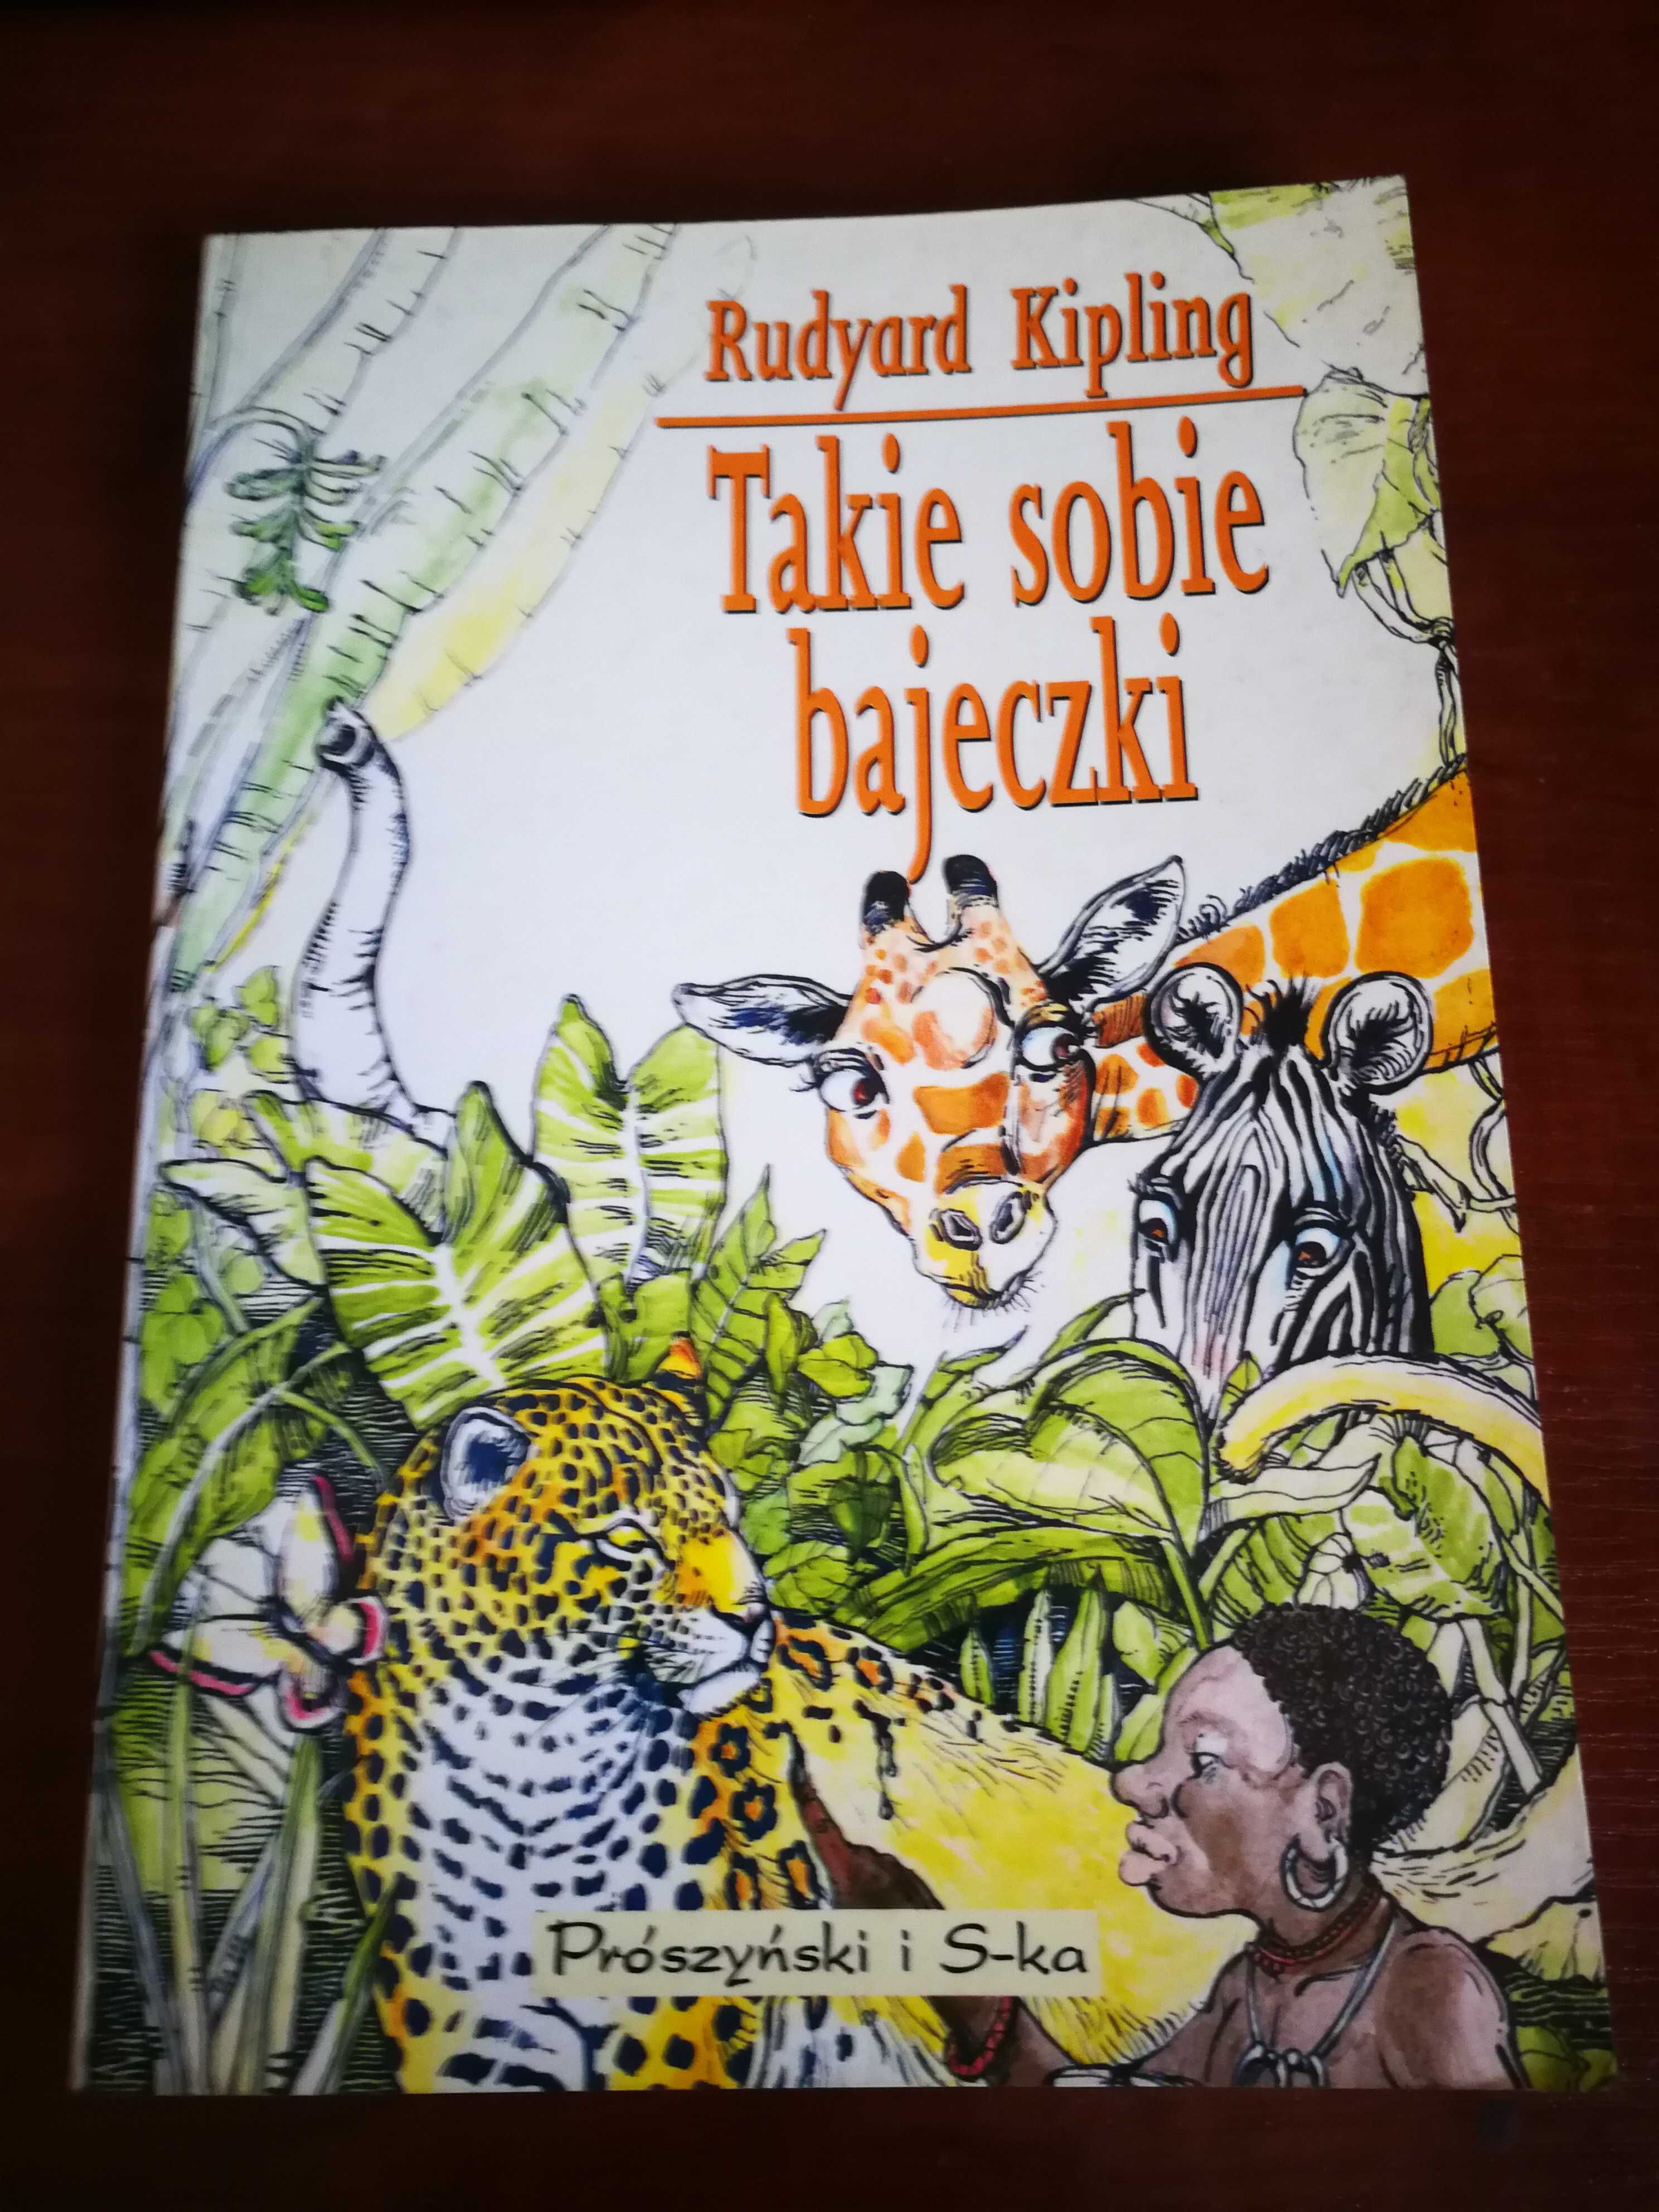 Rudyard Kipling
Takie sobie
bajeczki
Prószyński i S-ka